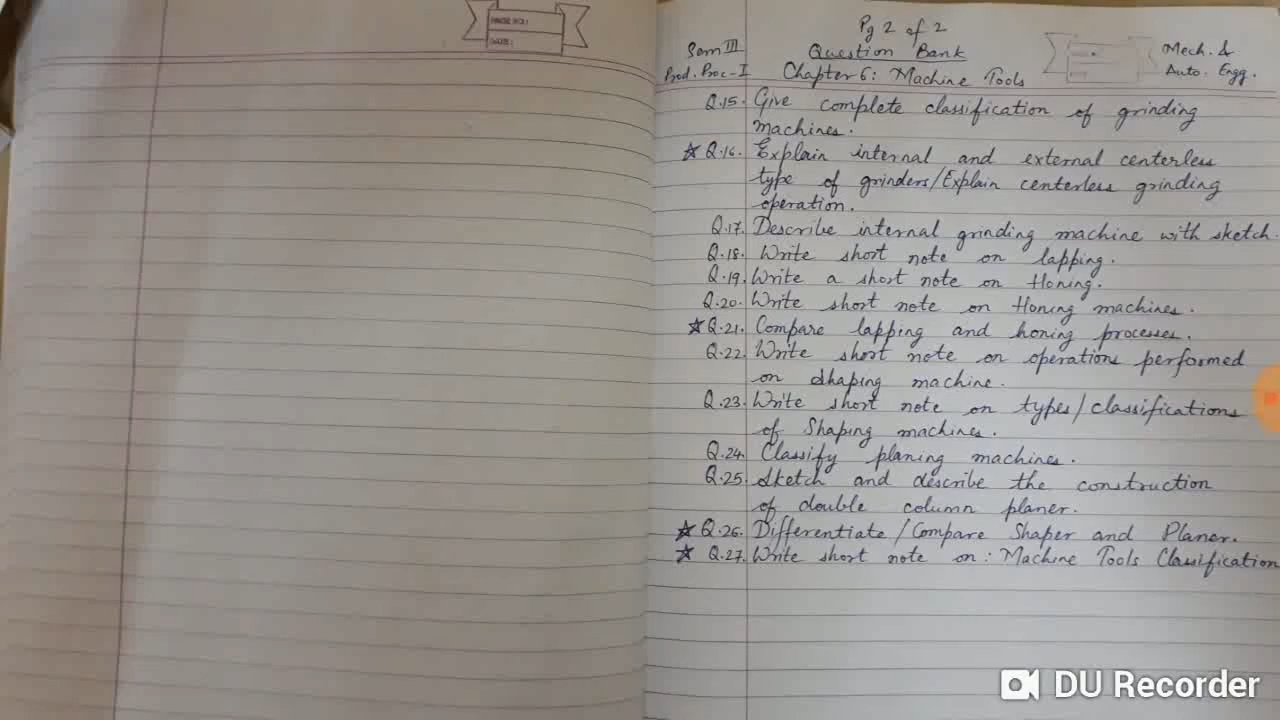 PAGE NO.:
DATE:
Pg 2 of 2
Sem III
Question Bank
Mech. &
Prod. Proc-I
Chapter 6: Machine Tools
Auto. Engg.
Q.15. Give complete classification of grinding
machines.
☆ Q.16. Explain internal and external centerless
type of grinders/Explain centerless grinding
operation.
Q.17. Describe internal grinding machine with sketch.
Q.18. Write short note on lapping.
Q.19. Write a short note on Honing.
Q.20. Write short note on Honing machines.
☆ Q.21. Compare lapping and honing processes.
Q.22. Write short note on operations performed
on shaping machine.
Q.23. Write short note on types/classifications
of Shaping machines.
Q.24. Classify planing machines.
Q.25. Sketch and describe the construction
of double column planer.
☆ Q.26. Differentiate/Compare Shaper and Planer.
☆ Q.27. Write short note on: Machine Tools Classification
DU Recorder